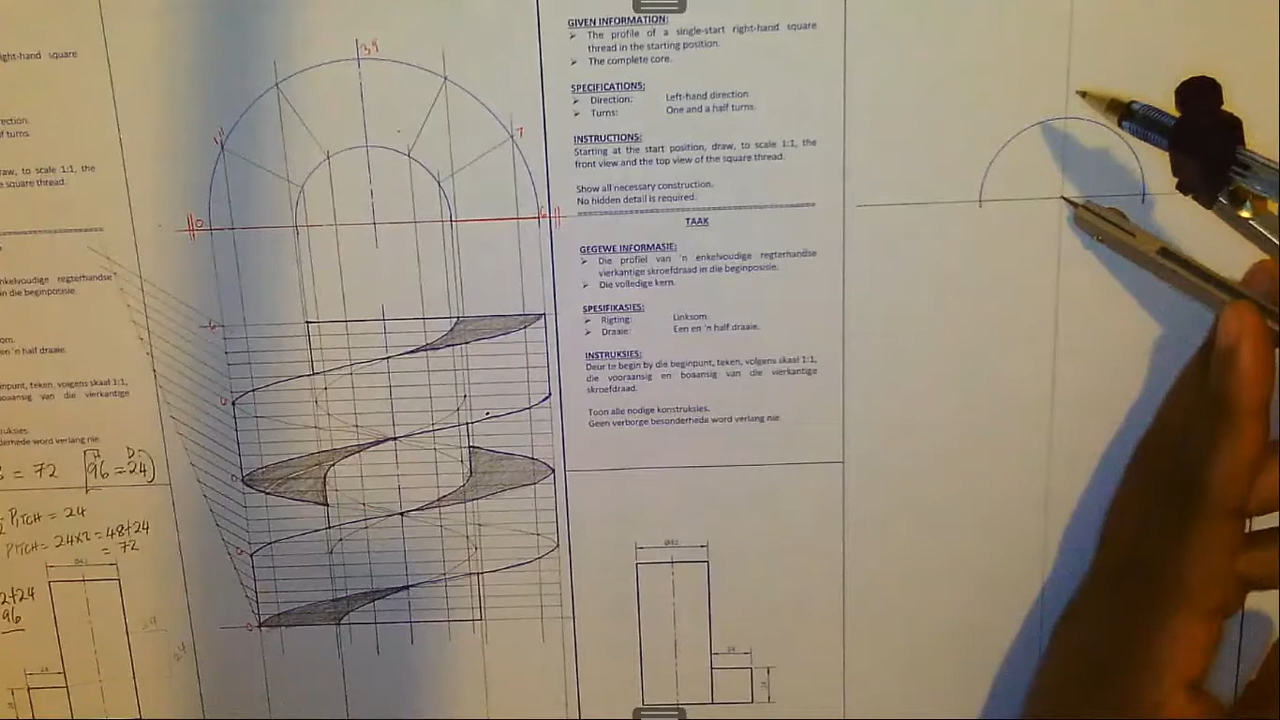 ight-hand square
ection.
f turns.
raw, to scale 1:1, the
e square thread.
enkelvoudige regterhandse
in die beginposisie.
om.
en 'n half draaie.
inpunt, teken, volgens skaal 1:1,
boaansig van die vierkantige
ruksies.
derhede word verlang nie.
= 72
96 = 24)
PITCH = 24
PITCH = 24x2 = 48+24
= 72
2+24
96
24
0
7
6
GIVEN INFORMATION:
➢ The profile of a single-start right-hand square
thread in the starting position.
➢ The complete core.
SPECIFICATIONS:
➢ Direction: Left-hand direction
➢ Turns: One and a half turns.
INSTRUCTIONS:
Starting at the start position, draw, to scale 1:1, the
front view and the top view of the square thread.
Show all necessary construction.
No hidden detail is required.
TAAK
GEGEWE INFORMASIE:
➢ Die profiel van 'n enkelvoudige regterhandse
vierkantige skroefdraad in die beginposisie.
➢ Die volledige kern.
SPESIFIKASIES:
➢ Rigting: Linksom.
➢ Draaie: Een en 'n half draaie.
INSTRUKSIES:
Deur te begin by die beginpunt, teken, volgens skaal 1:1,
die vooraansig en boaansig van die vierkantige
skroefdraad.
Toon alle nodige konstruksies.
Geen verborge besonderhede word verlang nie.